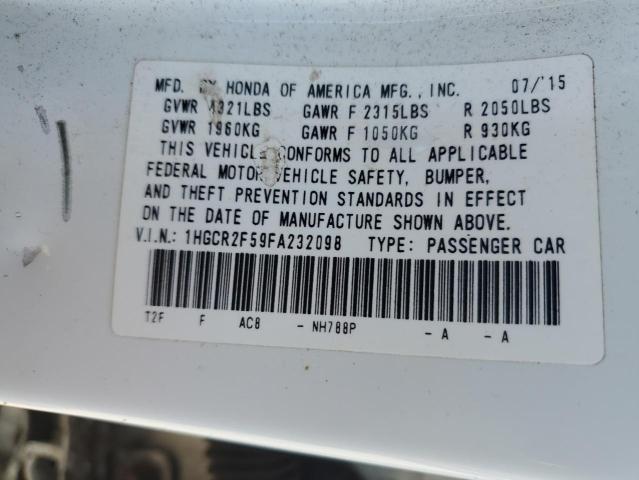 MFD. BY HONDA OF AMERICA MFG., INC. 07/'15
GVWR 4321LBS GAWR F 2315LBS R 2050LBS
GVWR 1960KG GAWR F 1050KG R 930KG
THIS VEHICLE CONFORMS TO ALL APPLICABLE
FEDERAL MOTOR VEHICLE SAFETY, BUMPER,
AND THEFT PREVENTION STANDARDS IN EFFECT
ON THE DATE OF MANUFACTURE SHOWN ABOVE.
V.I.N.: 1HGCR2F59FA232098 TYPE: PASSENGER CAR
T2F F AC8 - NH788P - A - A